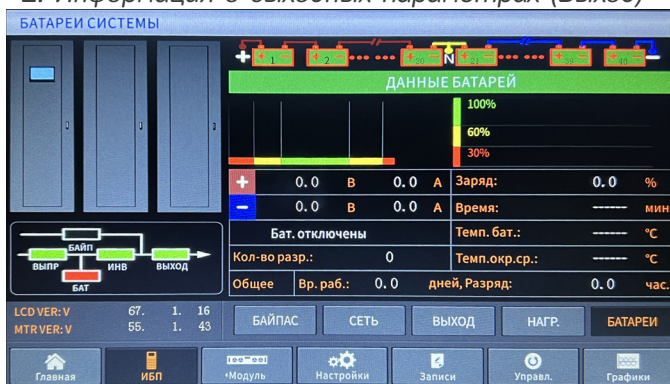 2. Информация о выходных параметрах (Выход)
БАТАРЕИ СИСТЕМЫ
+ + 1 − + 2 − + 20 − N + 21 − + 39 − + 40 − −
ДАННЫЕ БАТАРЕЙ
100%
60%
30%
+ 0.0 В 0.0 А Заряд: 0.0 %
− 0.0 В 0.0 А Время: ------ мин
Бат. отключены Темп. бат.: ------ °C
Кол-во разр.: 0 Темп.окр.ср.: ------ °C
Общее Вр. раб.: 0.0 дней, Разряд: 0.0 час.
БАЙП
ВЫПР ИНВ ВЫХОД
БАТ
LCD VER: V 67. 1. 16
MTR VER: V 55. 1. 43
БАЙПАС СЕТЬ ВЫХОД НАГР. БАТАРЕИ
Главная ИБП Модуль Настройки Записи Управл. Графики